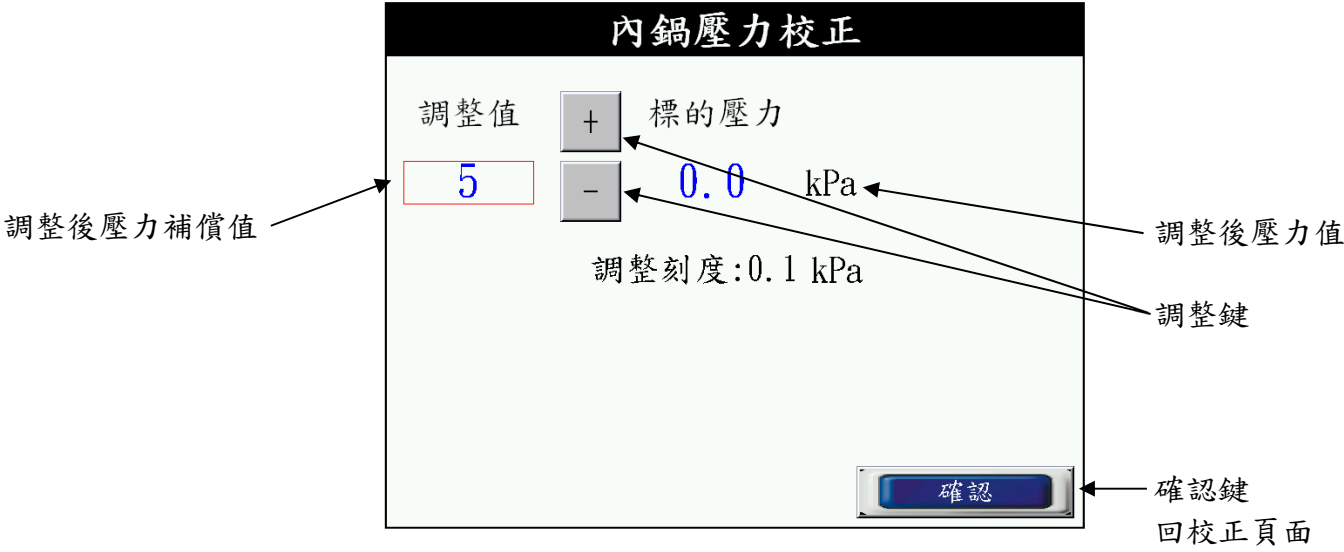 內鍋壓力校正
調整值
+
標的壓力
5
-
0.0
kPa
調整後壓力補償值
調整後壓力值
調整刻度:0.1 kPa
調整鍵
確認
確認鍵
回校正頁面